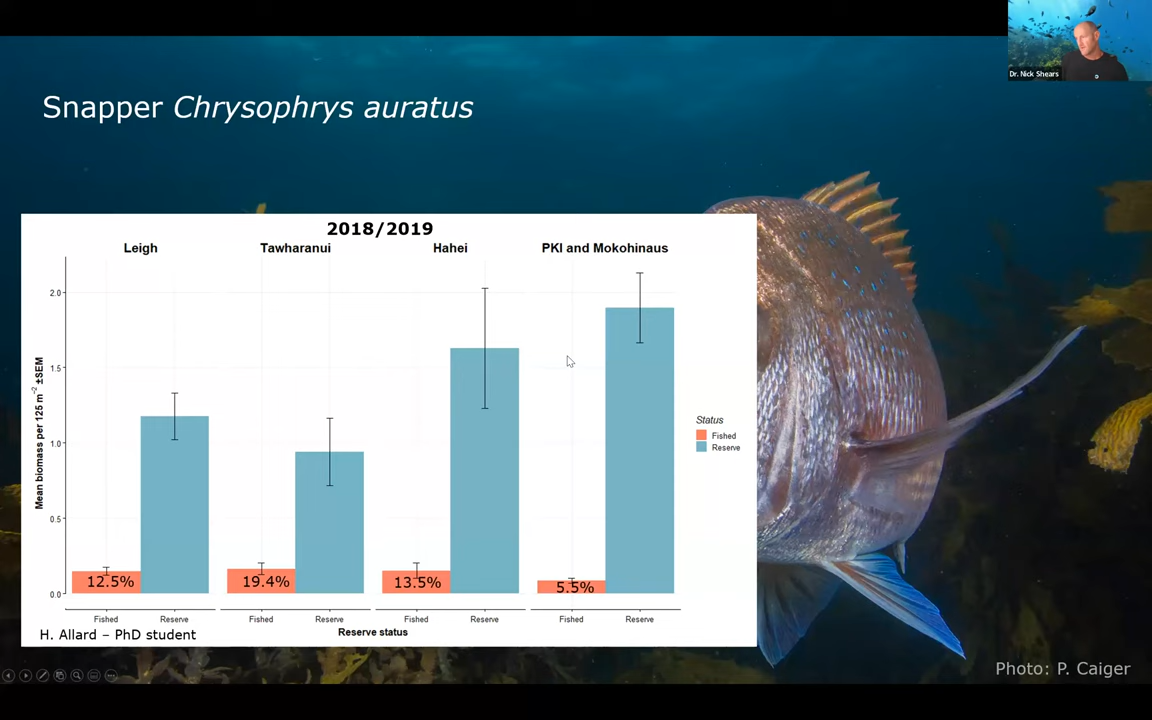 Dr. Nick Shears
Snapper Chrysophrys auratus
2018/2019
Leigh
Tawharanui
Hahei
PKI and Mokohinaus
Mean biomass per 125 m⁻² ±SEM
2.0
1.5
1.0
0.5
0.0
12.5%
19.4%
13.5%
5.5%
Fished
Reserve
Fished
Reserve
Fished
Reserve
Fished
Reserve
Reserve status
Status
Fished
Reserve
H. Allard – PhD student
Photo: P. Caiger